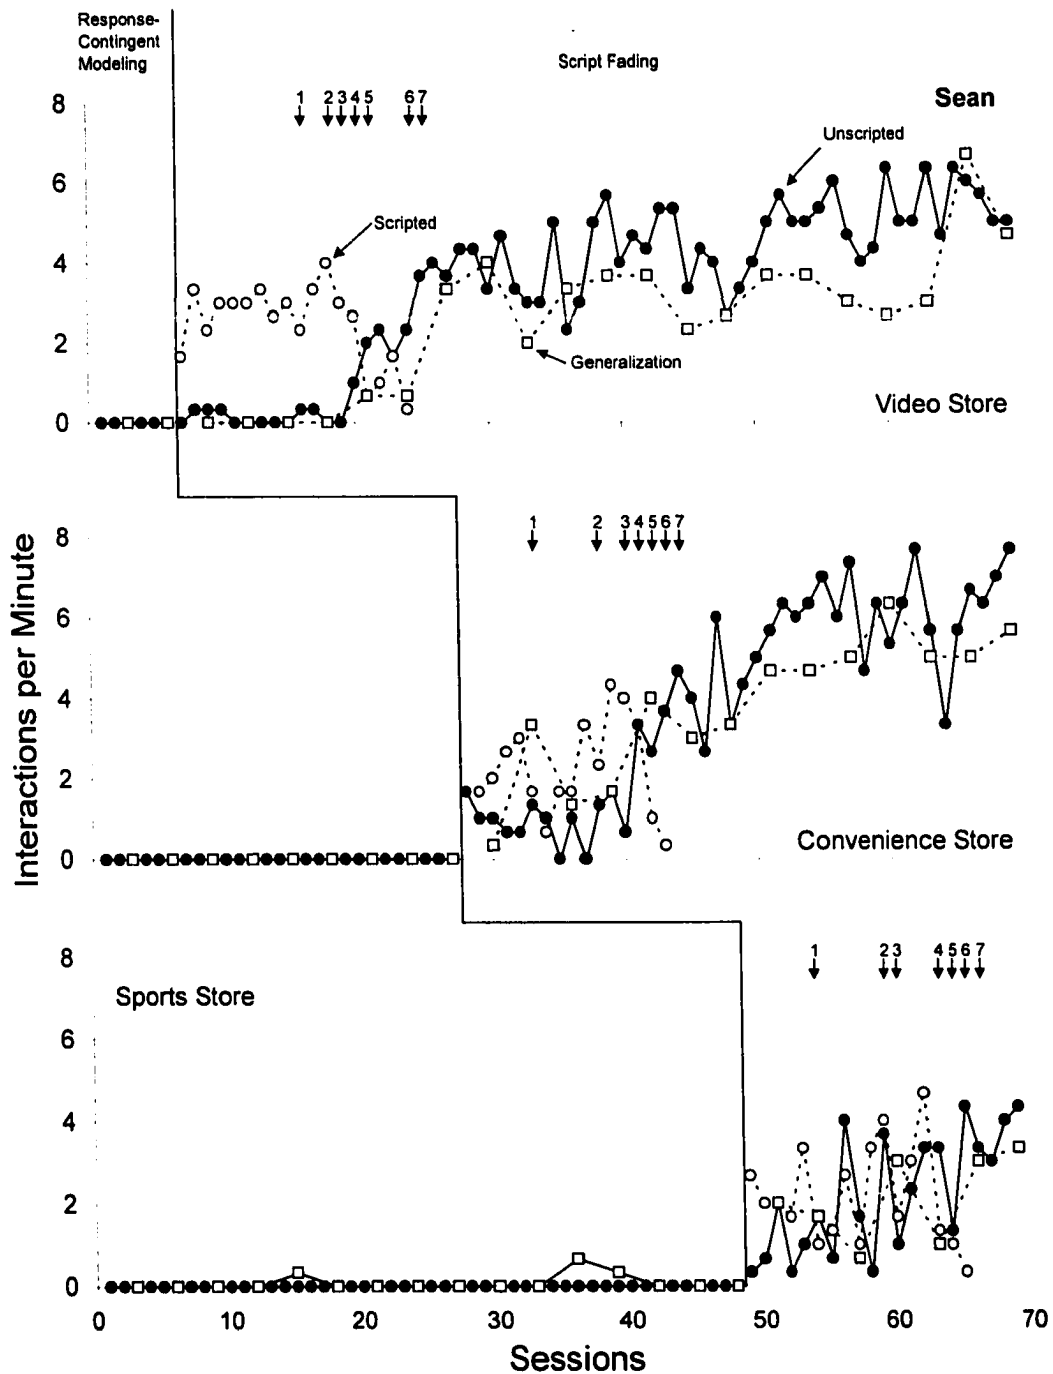 Response-
Contingent
Modeling
Script Fading
Sean
8
1 2 3 4 5 6 7
Unscripted
6
Scripted
4
2
Generalization
0
Video Store
Interactions per Minute
8
1 2 3 4 5 6 7
6
4
2
0
Convenience Store
8
1 2 3 4 5 6 7
Sports Store
6
4
2
0
0 10 20 30 40 50 60 70
Sessions